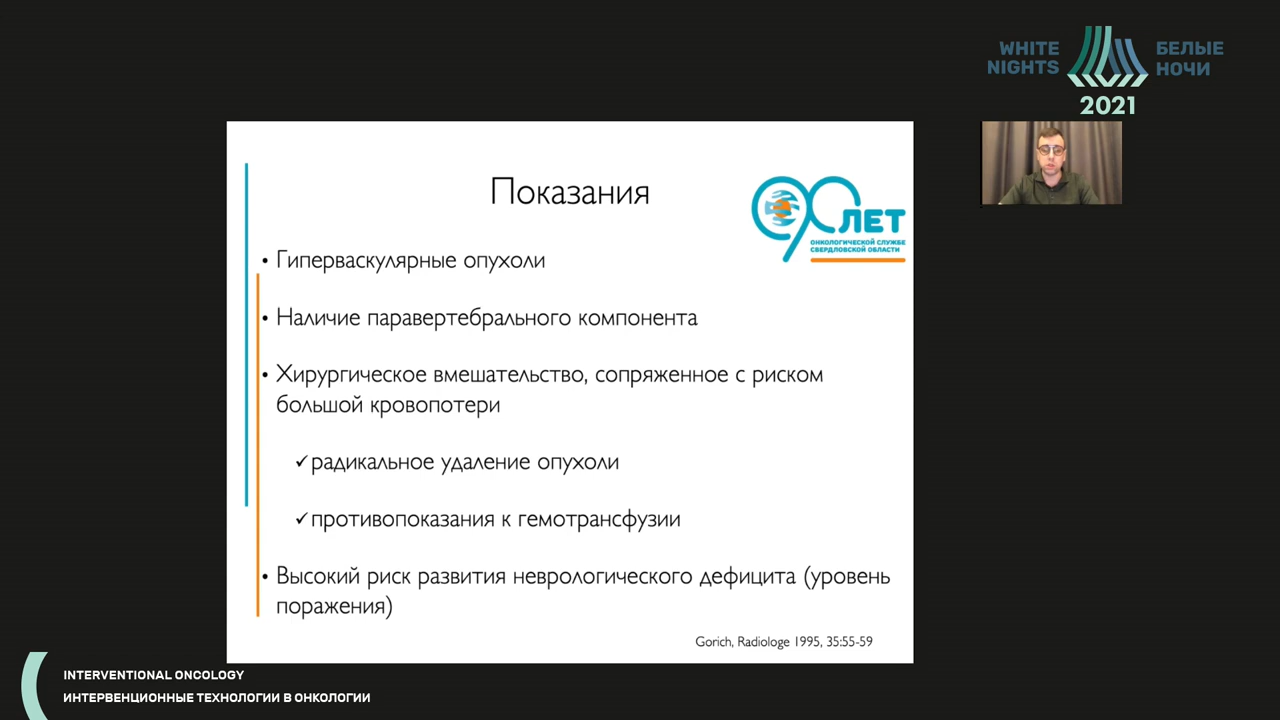 WHITE
NIGHTS
БЕЛЫЕ
НОЧИ
2021
Показания
90 ЛЕТ
ОНКОЛОГИЧЕСКОЙ СЛУЖБЕ
СВЕРДЛОВСКОЙ ОБЛАСТИ
• Гиперваскулярные опухоли
• Наличие паравертебрального компонента
• Хирургическое вмешательство, сопряженное с риском
большой кровопотери
✓ радикальное удаление опухоли
✓ противопоказания к гемотрансфузии
• Высокий риск развития неврологического дефицита (уровень
поражения)
Gorich, Radiologe 1995, 35:55-59
INTERVENTIONAL ONCOLOGY
ИНТЕРВЕНЦИОННЫЕ ТЕХНОЛОГИИ В ОНКОЛОГИИ